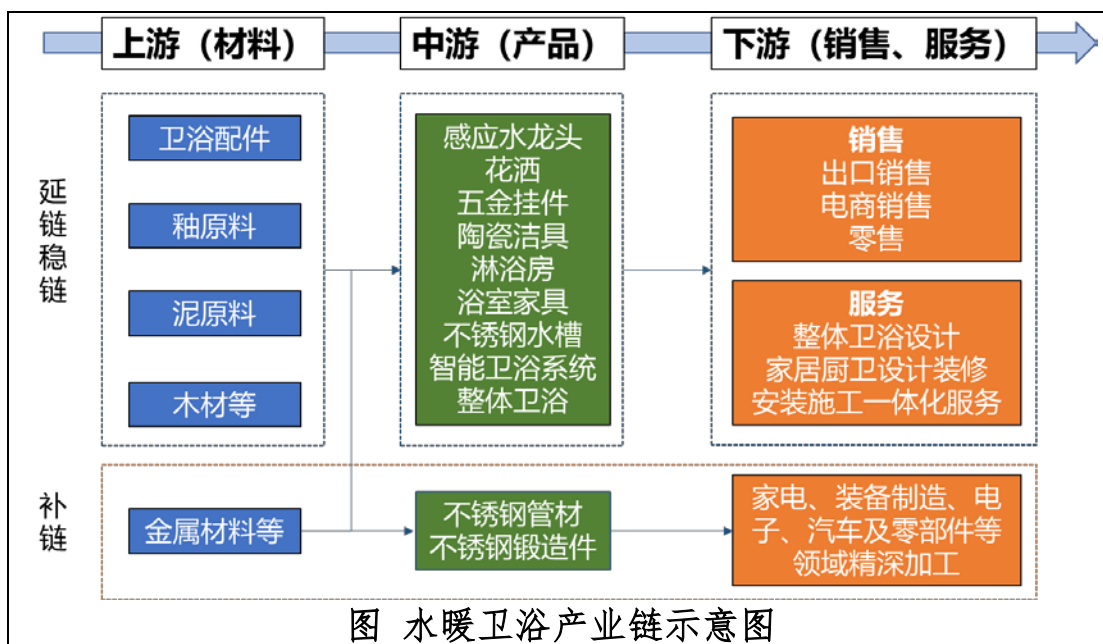 上游（材料）
中游（产品）
下游（销售、服务）
延
链
稳
链
卫浴配件
釉原料
泥原料
木材等
感应水龙头
花洒
五金挂件
陶瓷洁具
淋浴房
浴室家具
不锈钢水槽
智能卫浴系统
整体卫浴
销售
出口销售
电商销售
零售
服务
整体卫浴设计
家居厨卫设计装修
安装施工一体化服务
补
链
金属材料等
不锈钢管材
不锈钢锻造件
家电、装备制造、电
子、汽车及零部件等
领域精深加工
图 水暖卫浴产业链示意图